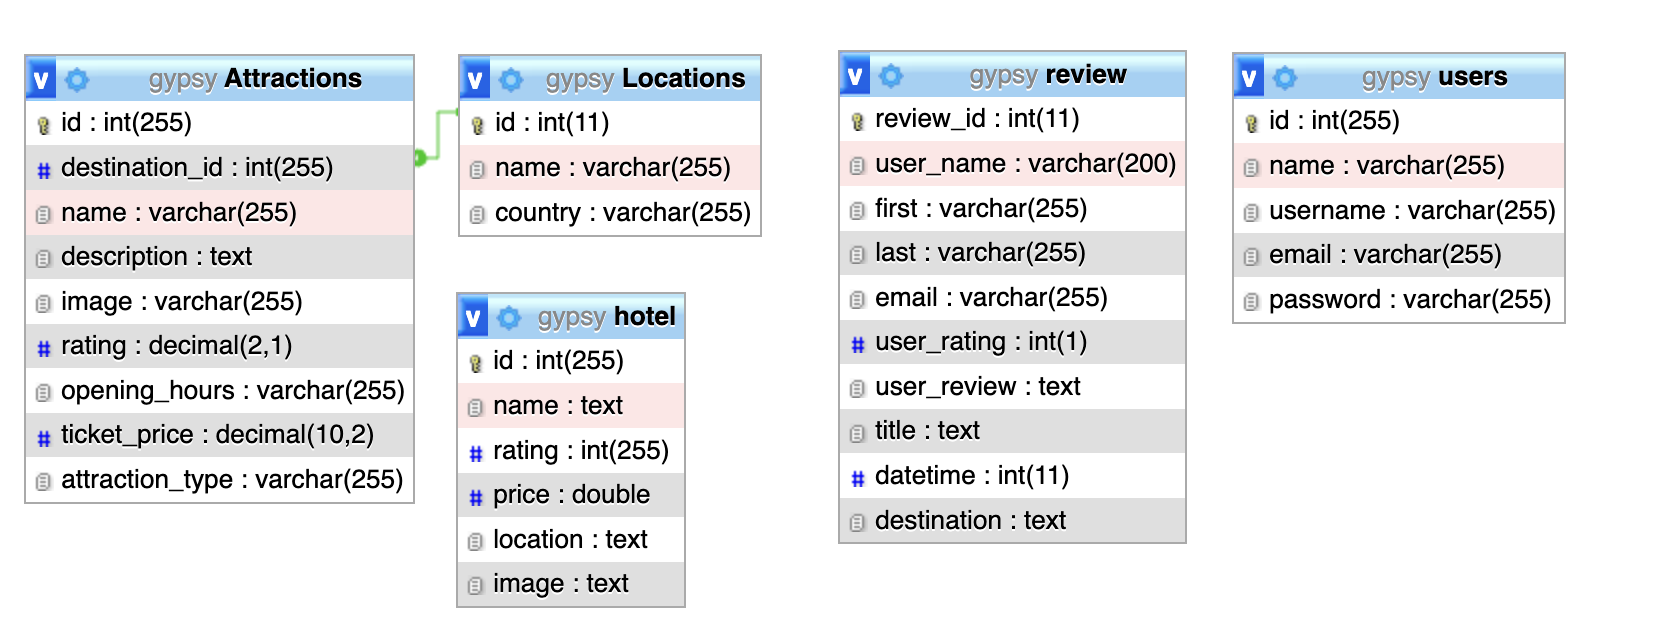 v gypsy Attractions
id : int(255)
# destination_id : int(255)
name : varchar(255)
description : text
image : varchar(255)
# rating : decimal(2,1)
opening_hours : varchar(255)
# ticket_price : decimal(10,2)
attraction_type : varchar(255)
v gypsy Locations
id : int(11)
name : varchar(255)
country : varchar(255)
v gypsy hotel
id : int(255)
name : text
# rating : int(255)
# price : double
location : text
image : text
v gypsy review
review_id : int(11)
user_name : varchar(200)
first : varchar(255)
last : varchar(255)
email : varchar(255)
# user_rating : int(1)
user_review : text
title : text
# datetime : int(11)
destination : text
v gypsy users
id : int(255)
name : varchar(255)
username : varchar(255)
email : varchar(255)
password : varchar(255)